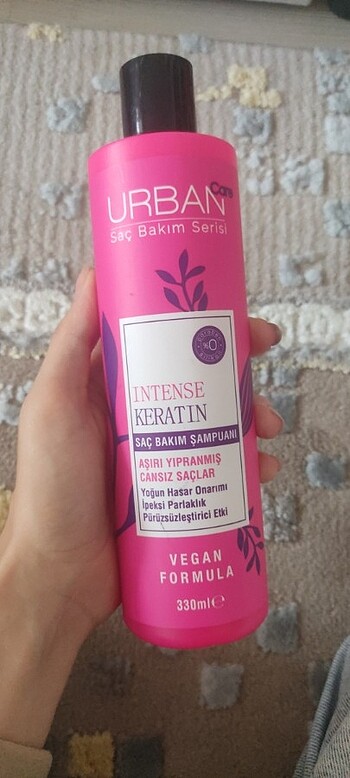 URBAN Care
Saç Bakım Serisi
%0
INTENSE
KERATIN
SAÇ BAKIM ŞAMPUANI
AŞIRI YIPRANMIŞ
CANSIZ SAÇLAR
Yoğun Hasar Onarımı
İpeksi Parlaklık
Pürüzsüzleştirici Etki
VEGAN
FORMULA
330ml℮